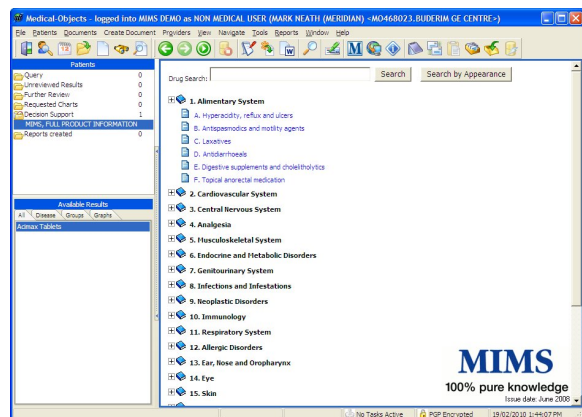 Medical-Objects - logged into MIMS DEMO as NON MEDICAL USER (MARK NEATH (MERIDIAN) <MO468023.BUDERIM GE CENTRE>)
File Patients Documents Create Document Providers View Navigate Tools Reports Window Help
Patients
Query 0
Unreviewed Results 0
Further Review 0
Requested Charts 0
Decision Support 1
MIMS, FULL PRODUCT INFORMATION
Reports created 0
Available Results
All Disease Groups Graphs
Acimax Tablets
Drug Search: Search Search by Appearance
1. Alimentary System
A. Hyperacidity, reflux and ulcers
B. Antispasmodics and motility agents
C. Laxatives
D. Antidiarrhoeals
E. Digestive supplements and cholelitholytics
F. Topical anorectal medication
2. Cardiovascular System
3. Central Nervous System
4. Analgesia
5. Musculoskeletal System
6. Endocrine and Metabolic Disorders
7. Genitourinary System
8. Infections and Infestations
9. Neoplastic Disorders
10. Immunology
11. Respiratory System
12. Allergic Disorders
13. Ear, Nose and Oropharynx
14. Eye
15. Skin
MIMS
100% pure knowledge
Issue date: June 2008
No Tasks Active PGP Encrypted 19/02/2010 1:44:07 PM